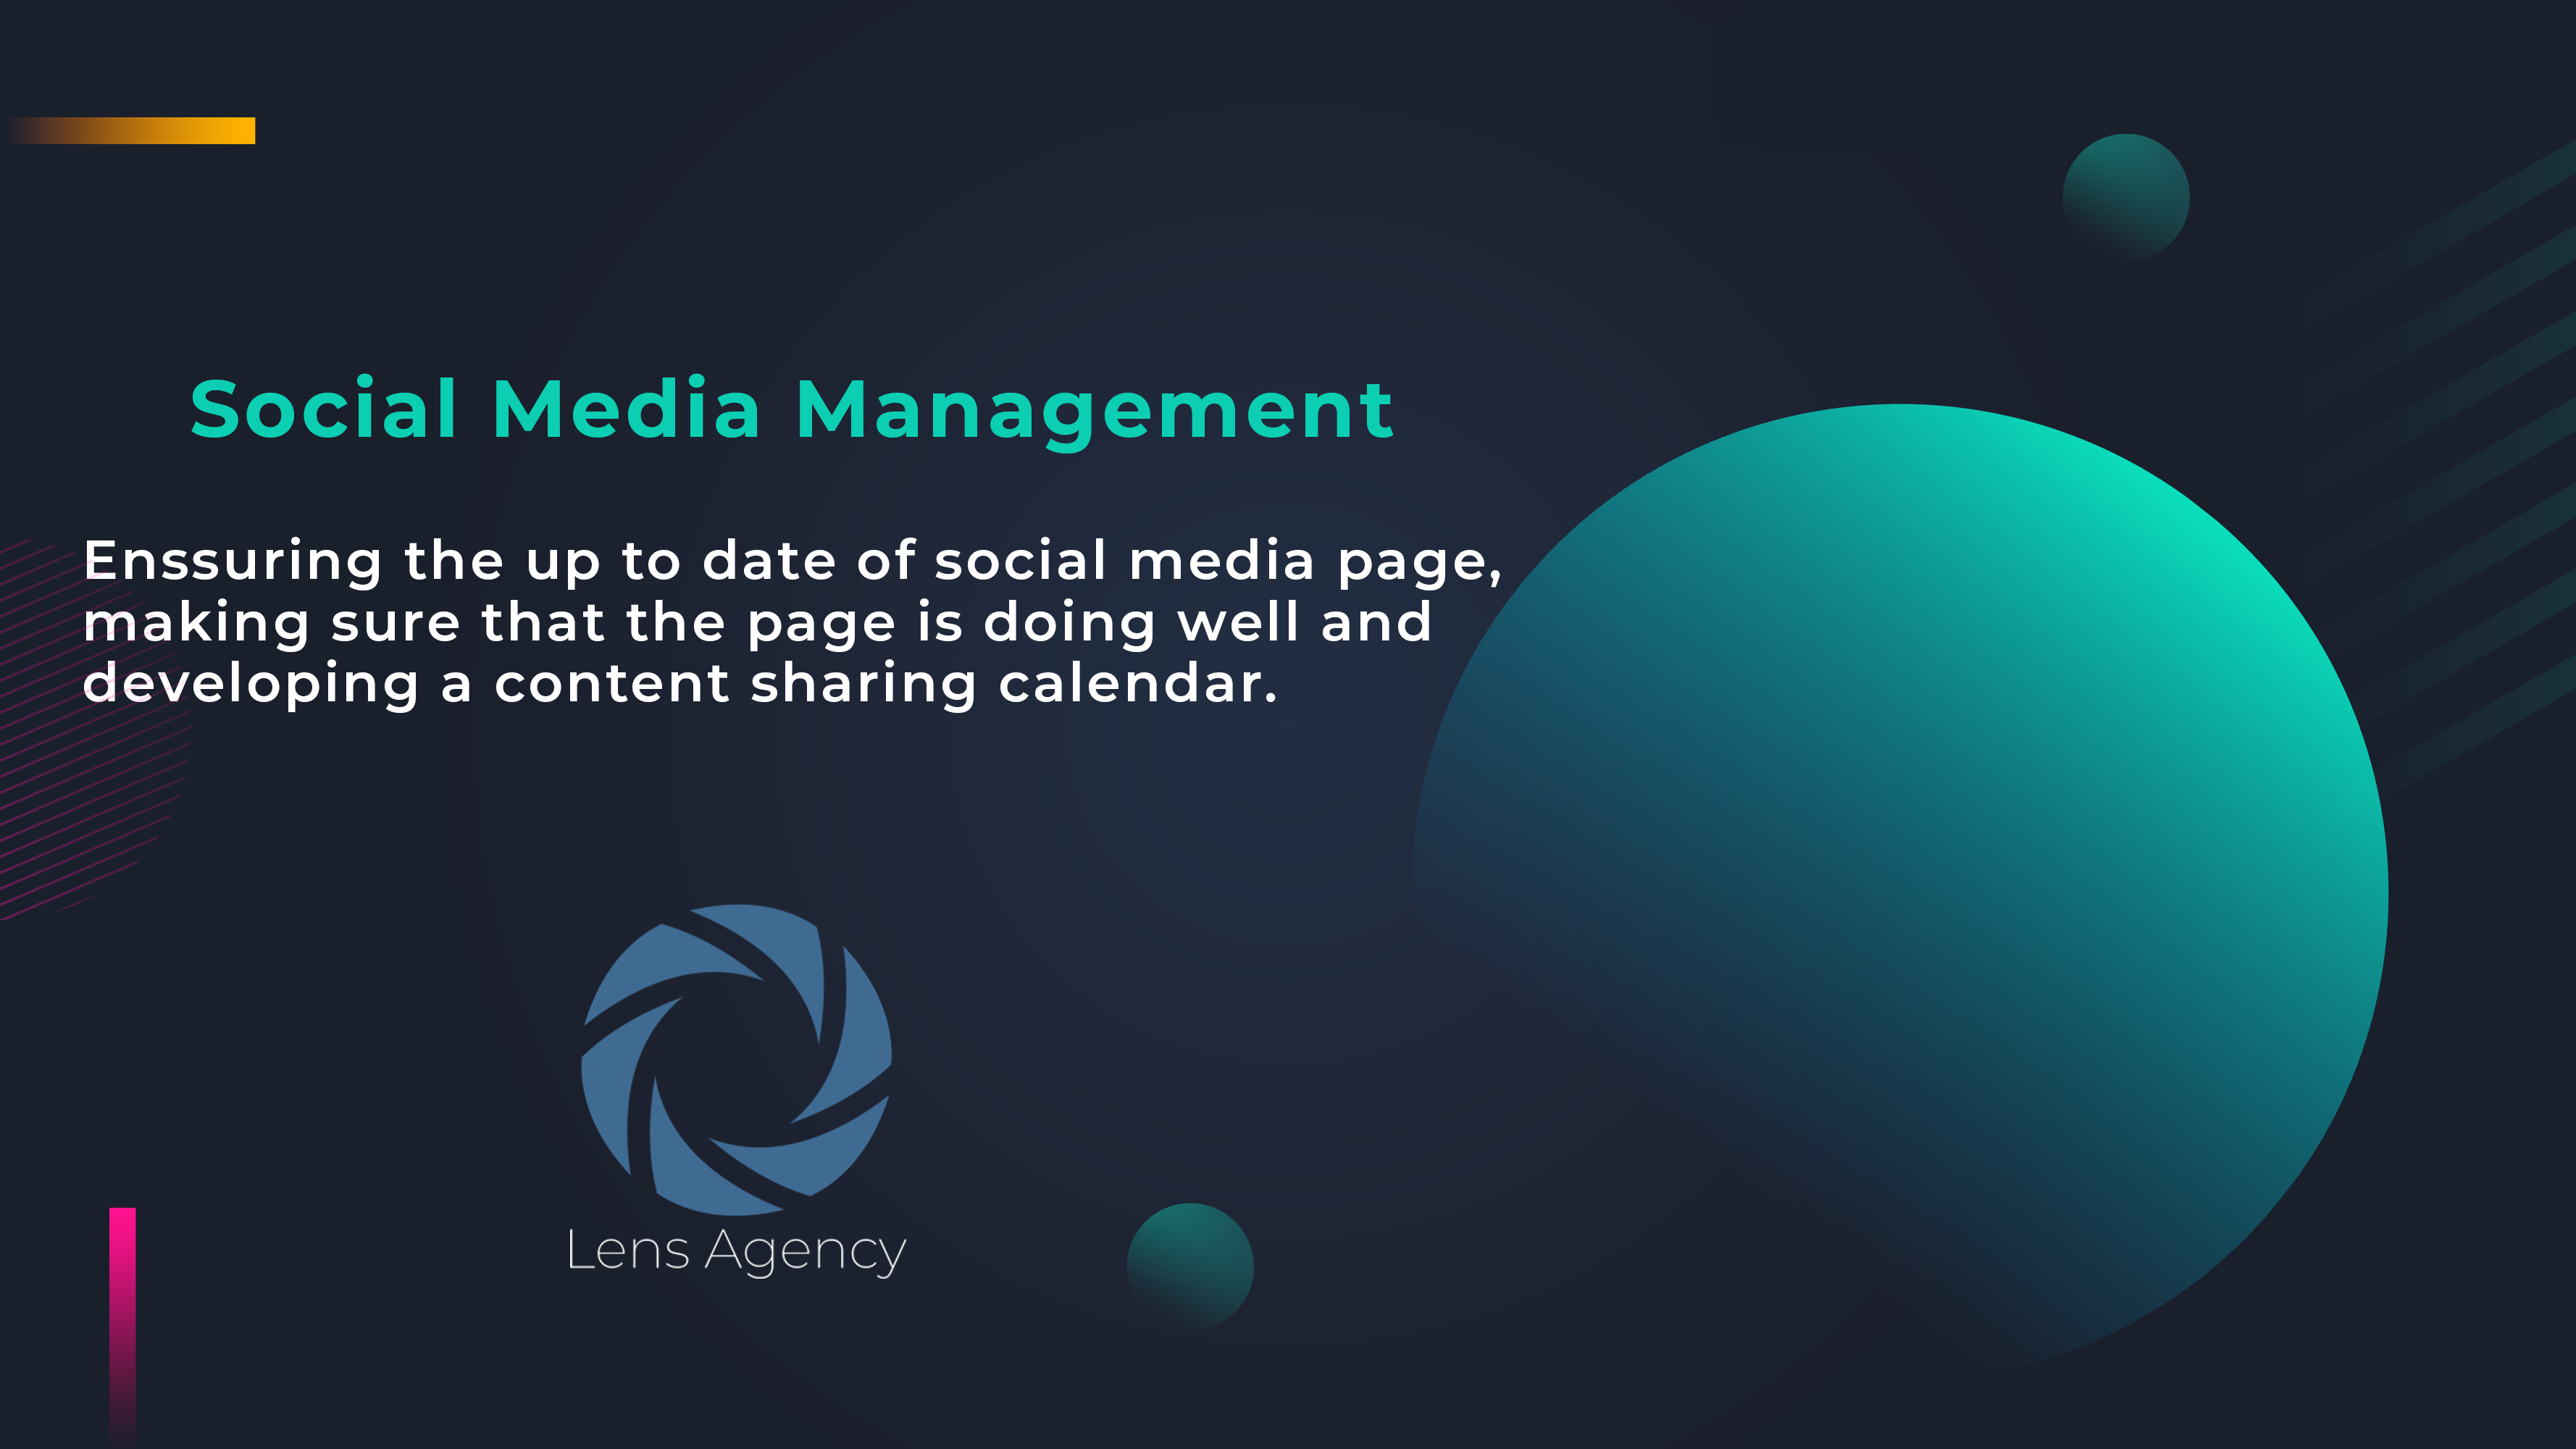 Social Media Management
Enssuring the up to date of social media page,
making sure that the page is doing well and
developing a content sharing calendar.
Lens Agency